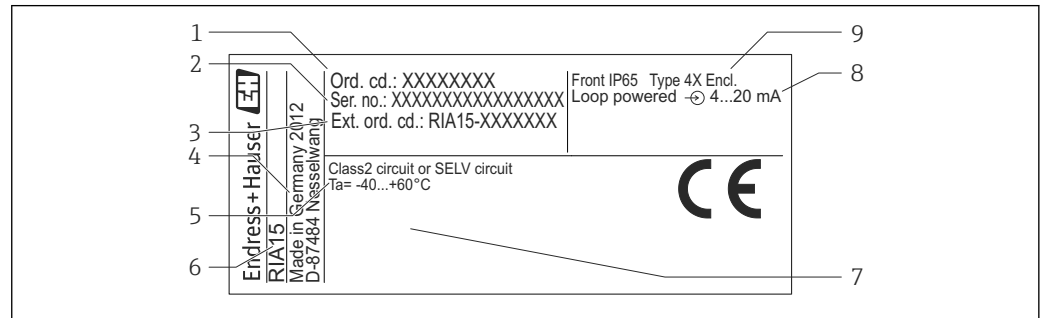 1
2
3
4
5
6
7
8
9
Endress+Hauser EH
RIA15
Made in Germany 2012
D-87484 Nesselwang
Ord. cd.: XXXXXXXX
Ser. no.: XXXXXXXXXXXXXXXXX
Ext. ord. cd.: RIA15-XXXXXXX
Front IP65 Type 4X Encl.
Loop powered 4...20 mA
Class2 circuit or SELV circuit
Ta= -40...+60°C
CE